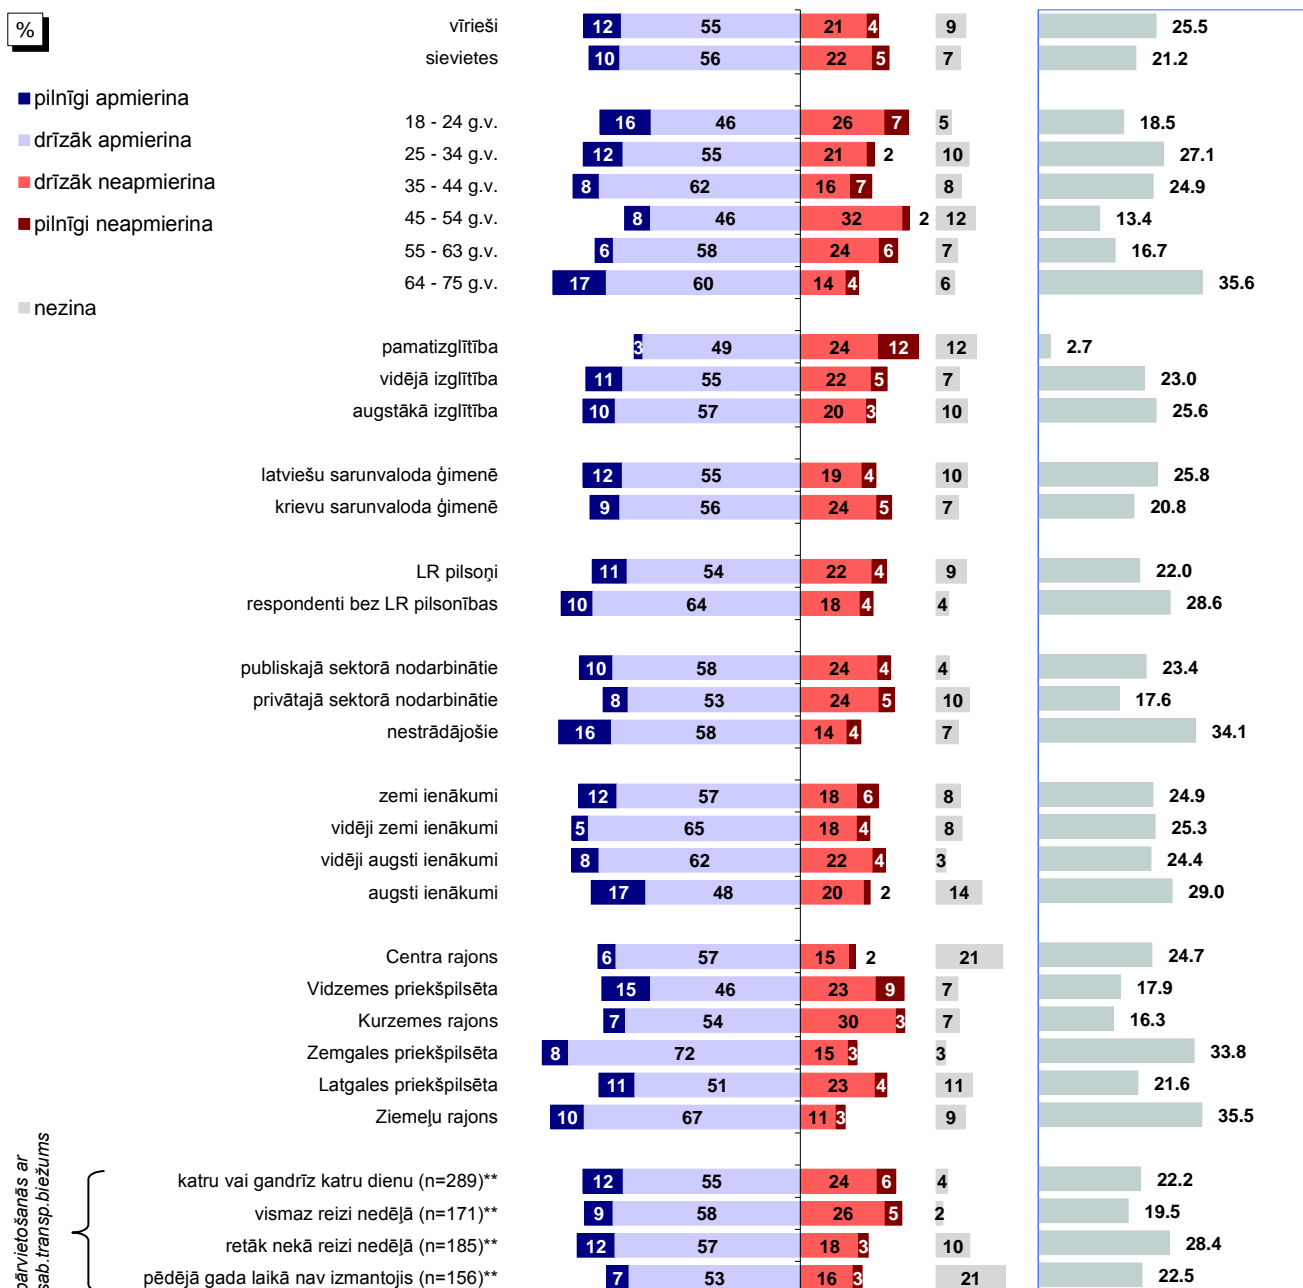 %
pilnīgi apmierina
drīzāk apmierina
drīzāk neapmierina
pilnīgi neapmierina
nezina
vīrieši 12 55 21 4 9 25.5
sievietes 10 56 22 5 7 21.2
18 - 24 g.v. 16 46 26 7 5 18.5
25 - 34 g.v. 12 55 21 2 10 27.1
35 - 44 g.v. 8 62 16 7 8 24.9
45 - 54 g.v. 8 46 32 2 12 13.4
55 - 63 g.v. 6 58 24 6 7 16.7
64 - 75 g.v. 17 60 14 4 6 35.6
pamatizglītība 3 49 24 12 12 2.7
vidējā izglītība 11 55 22 5 7 23.0
augstākā izglītība 10 57 20 3 10 25.6
latviešu sarunvaloda ģimenē 12 55 19 4 10 25.8
krievu sarunvaloda ģimenē 9 56 24 5 7 20.8
LR pilsoņi 11 54 22 4 9 22.0
respondenti bez LR pilsonības 10 64 18 4 4 28.6
publiskajā sektorā nodarbinātie 10 58 24 4 4 23.4
privātajā sektorā nodarbinātie 8 53 24 5 10 17.6
nestrādājošie 16 58 14 4 7 34.1
zemi ienākumi 12 57 18 6 8 24.9
vidēji zemi ienākumi 5 65 18 4 8 25.3
vidēji augsti ienākumi 8 62 22 4 3 24.4
augsti ienākumi 17 48 20 2 14 29.0
Centra rajons 6 57 15 2 21 24.7
Vidzemes priekšpilsēta 15 46 23 9 7 17.9
Kurzemes rajons 7 54 30 3 7 16.3
Zemgales priekšpilsēta 8 72 15 3 3 33.8
Latgales priekšpilsēta 11 51 23 4 11 21.6
Ziemeļu rajons 10 67 11 3 9 35.5
pārvietošanās ar
sab.transp.biežums
katru vai gandrīz katru dienu (n=289)** 12 55 24 6 4 22.2
vismaz reizi nedēļā (n=171)** 9 58 26 5 2 19.5
retāk nekā reizi nedēļā (n=185)** 12 57 18 3 10 28.4
pēdējā gada laikā nav izmantojis (n=156)** 7 53 16 3 21 22.5